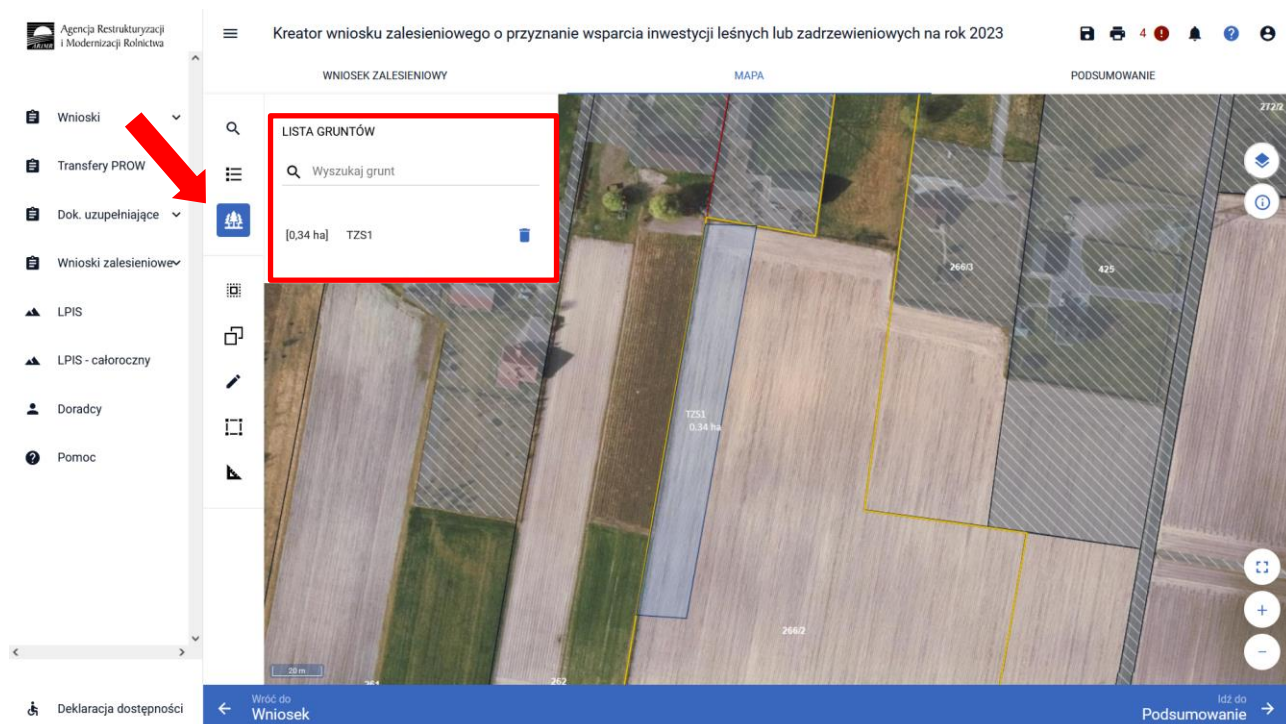 Agencja Restrukturyzacji
i Modernizacji Rolnictwa
ARiMR
Kreator wniosku zalesieniowego o przyznanie wsparcia inwestycji leśnych lub zadrzewieniowych na rok 2023
4
WNIOSEK ZALESIENIOWY
MAPA
PODSUMOWANIE
Wnioski
Transfery PROW
Dok. uzupełniające
Wnioski zalesieniowe
LPIS
LPIS - całoroczny
Doradcy
Pomoc
Deklaracja dostępności
LISTA GRUNTÓW
Wyszukaj grunt
[0,34 ha] TZS1
272/2
266/3
425
TZS1
0.34 ha
266/2
20 m
261
262
Wróć do
Wniosek
Idź do
Podsumowanie